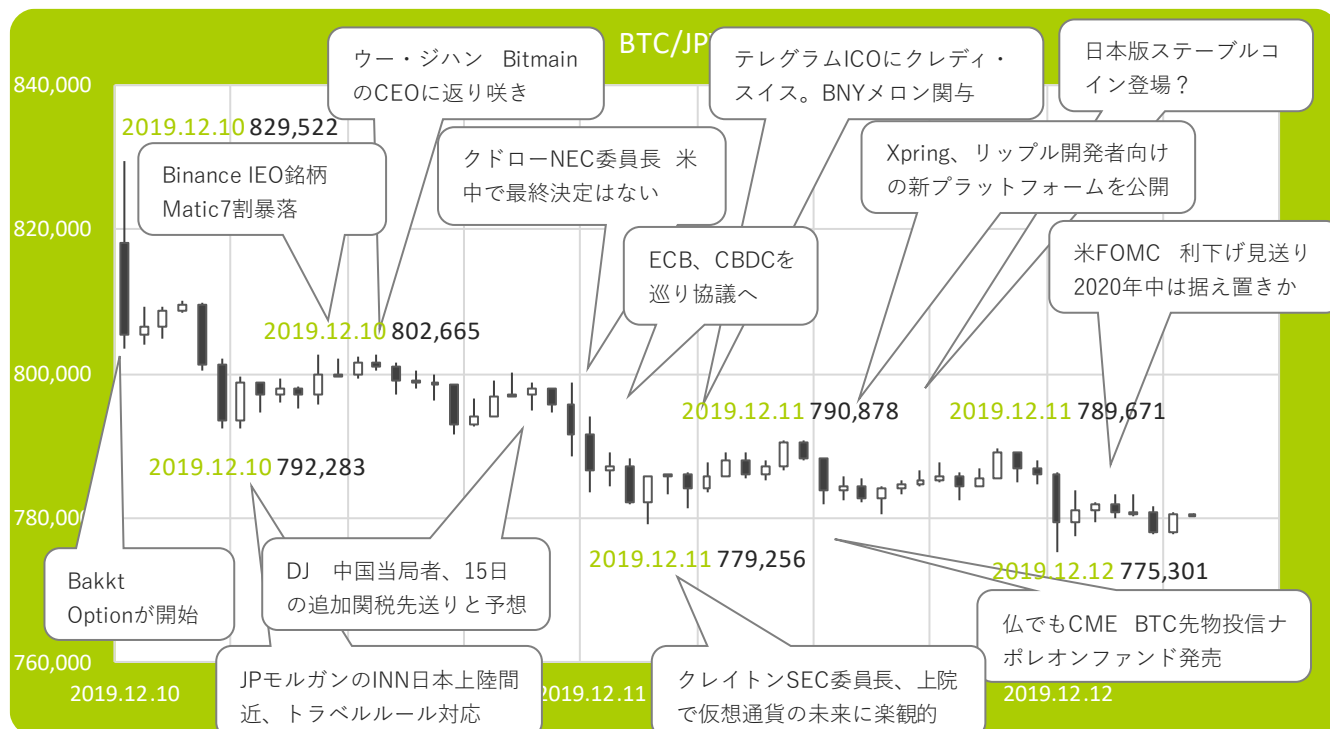 BTC/JP
840,000
820,000
800,000
780,000
760,000
2019.12.10
2019.12.11
2019.12.12
ウー・ジハン Bitmain
のCEOに返り咲き
テレグラムICOにクレディ・
スイス。BNYメロン関与
日本版ステーブルコ
イン登場？
2019.12.10 829,522
Binance IEO銘柄
Matic7割暴落
クドローNEC委員長 米
中で最終決定はない
Xpring、リップル開発者向け
の新プラットフォームを公開
ECB、CBDCを
巡り協議へ
米FOMC 利下げ見送り
2020年中は据え置きか
2019.12.10 802,665
2019.12.11 790,878
2019.12.11 789,671
2019.12.10 792,283
2019.12.11 779,256
2019.12.12 775,301
Bakkt
Optionが開始
DJ 中国当局者、15日
の追加関税先送りと予想
仏でもCME BTC先物投信ナ
ポレオンファンド発売
JPモルガンのINN日本上陸間
近、トラベルルール対応
クレイトンSEC委員長、上院
で仮想通貨の未来に楽観的